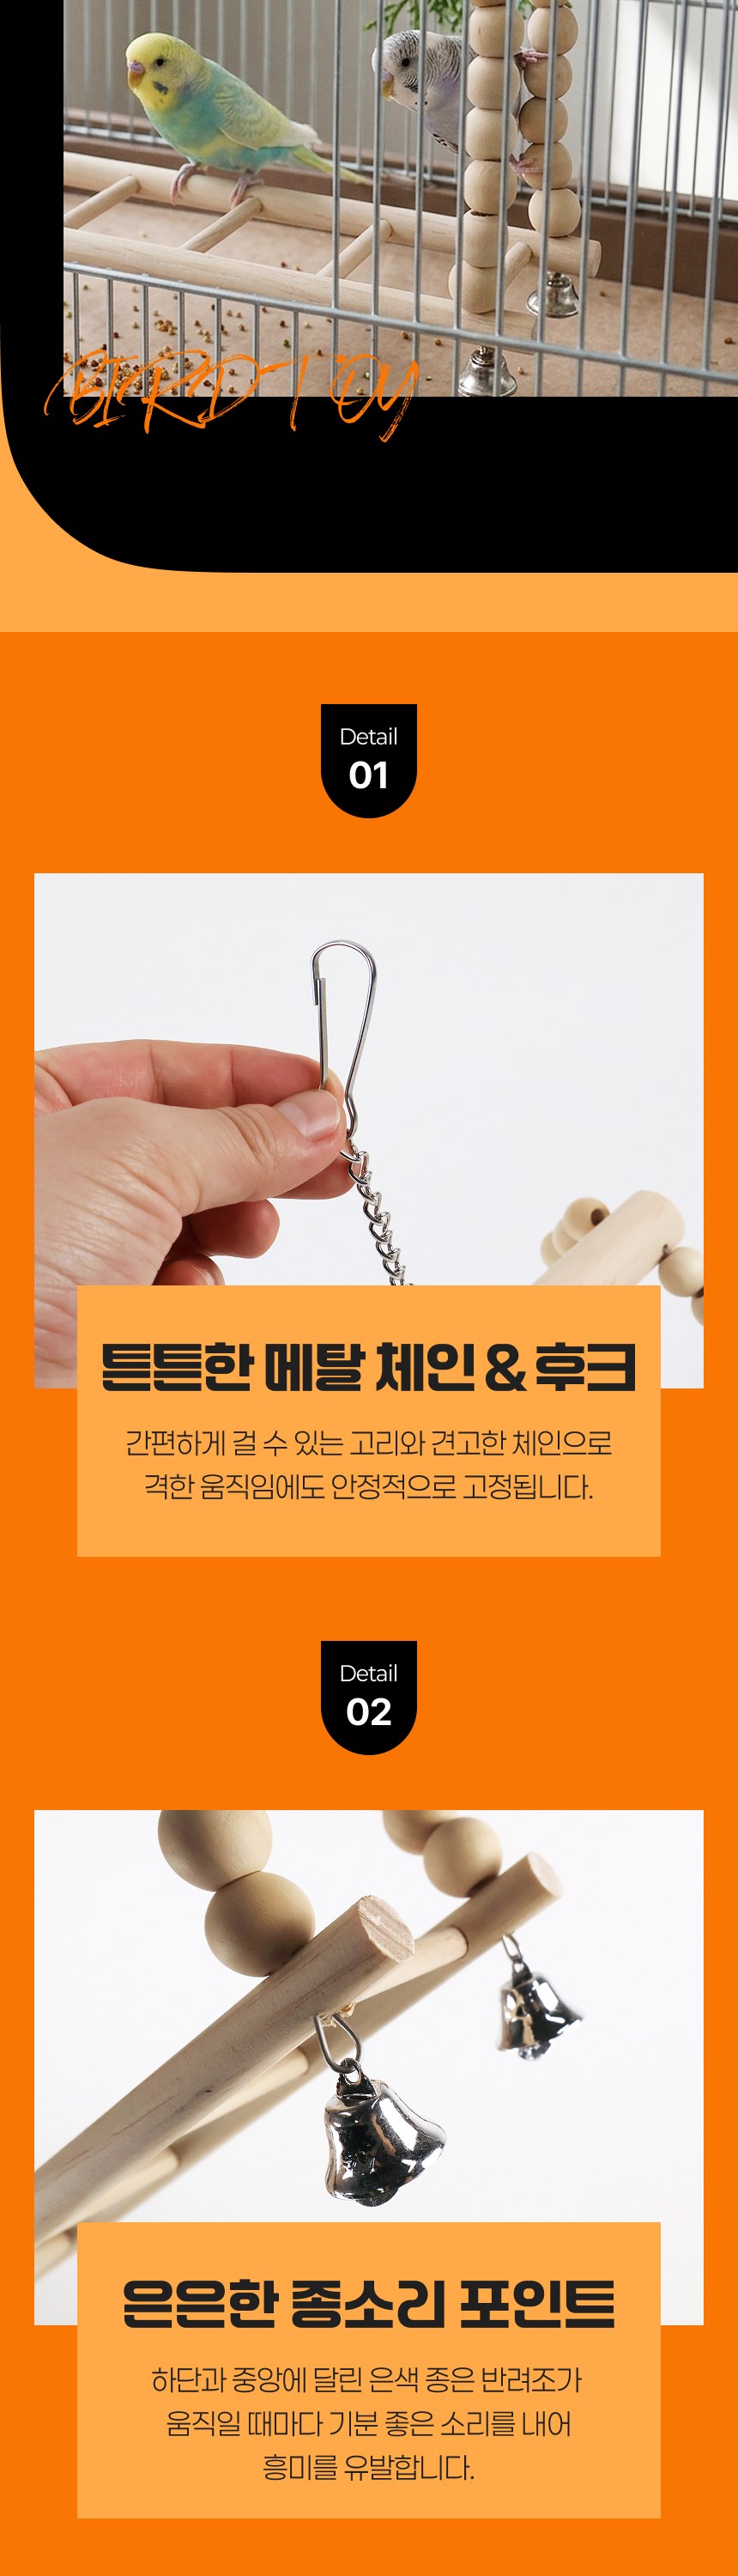 BIRD TOY
Detail
01
튼튼한 메탈 체인 & 후크
간편하게 걸 수 있는 고리와 견고한 체인으로
격한 움직임에도 안정적으로 고정됩니다.
Detail
02
은은한 종소리 포인트
하단과 중앙에 달린 은색 종은 반려조가
움직일 때마다 기분 좋은 소리를 내어
흥미를 유발합니다.